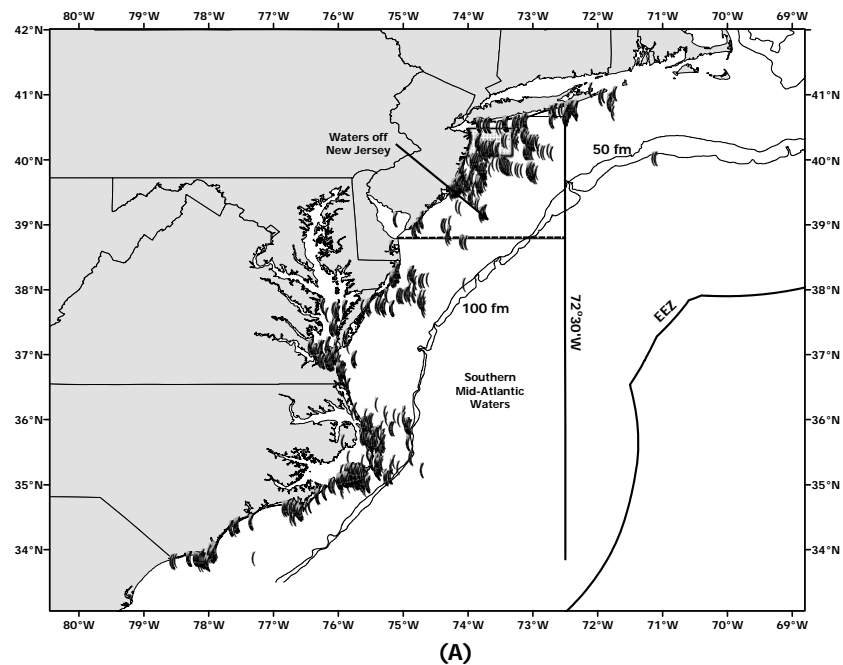 80°W 79°W 78°W 77°W 76°W 75°W 74°W 73°W 72°W 71°W 70°W 69°W
42°N 42°N
41°N 41°N
Waters off
New Jersey
50 fm
40°N 40°N
39°N 39°N
38°N 38°N
100 fm
72°30'W
EEZ
37°N 37°N
Southern
Mid-Atlantic
Waters
36°N 36°N
35°N 35°N
34°N 34°N
80°W 79°W 78°W 77°W 76°W 75°W 74°W 73°W 72°W 71°W 70°W 69°W
(A)